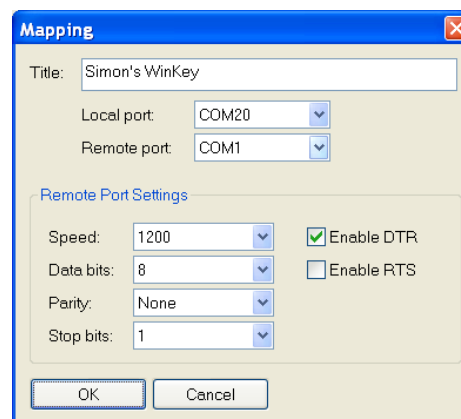 Mapping
Title: Simon's WinKey
Local port: COM20
Remote port: COM1
Remote Port Settings
Speed: 1200 Enable DTR
Data bits: 8 Enable RTS
Parity: None
Stop bits: 1
OK Cancel